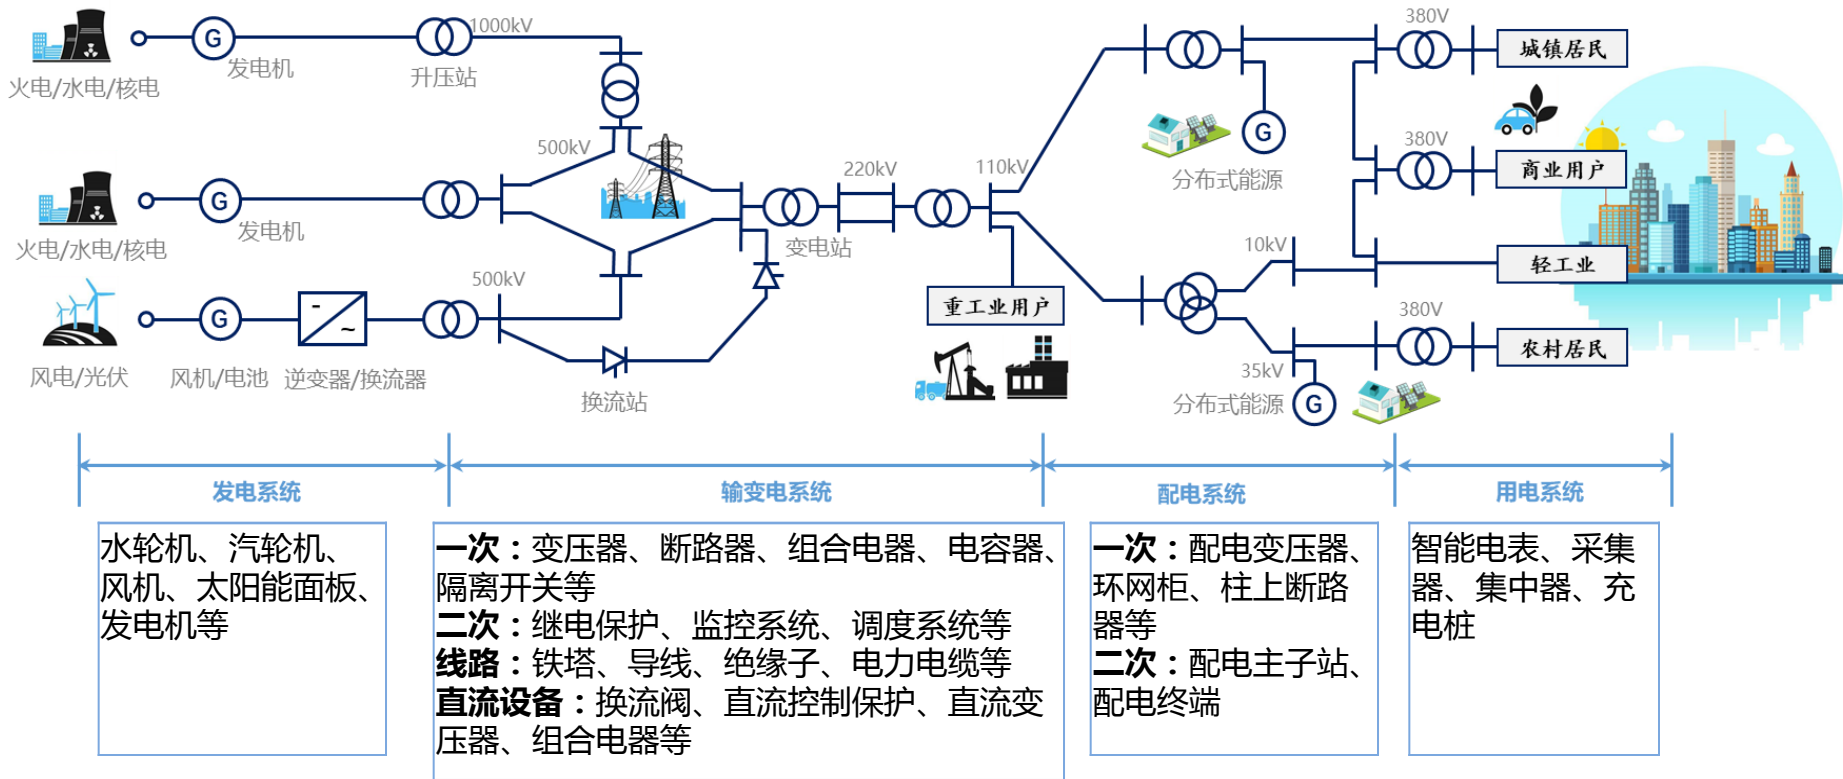 火电/水电/核电
G
发电机
升压站
1000kV
火电/水电/核电
G
发电机
500kV
风电/光伏
G
风机/电池
-
~
逆变器/换流器
500kV
换流站
变电站
220kV
110kV
重工业用户
G
分布式能源
380V
城镇居民
380V
商业用户
10kV
轻工业
380V
农村居民
35kV
分布式能源
G
发电系统
输变电系统
配电系统
用电系统
水轮机、汽轮机、
风机、太阳能面板、
发电机等
一次：变压器、断路器、组合电器、电容器、
隔离开关等
二次：继电保护、监控系统、调度系统等
线路：铁塔、导线、绝缘子、电力电缆等
直流设备：换流阀、直流控制保护、直流变
压器、组合电器等
一次：配电变压器、
环网柜、柱上断路
器等
二次：配电主子站、
配电终端
智能电表、采集
器、集中器、充
电桩